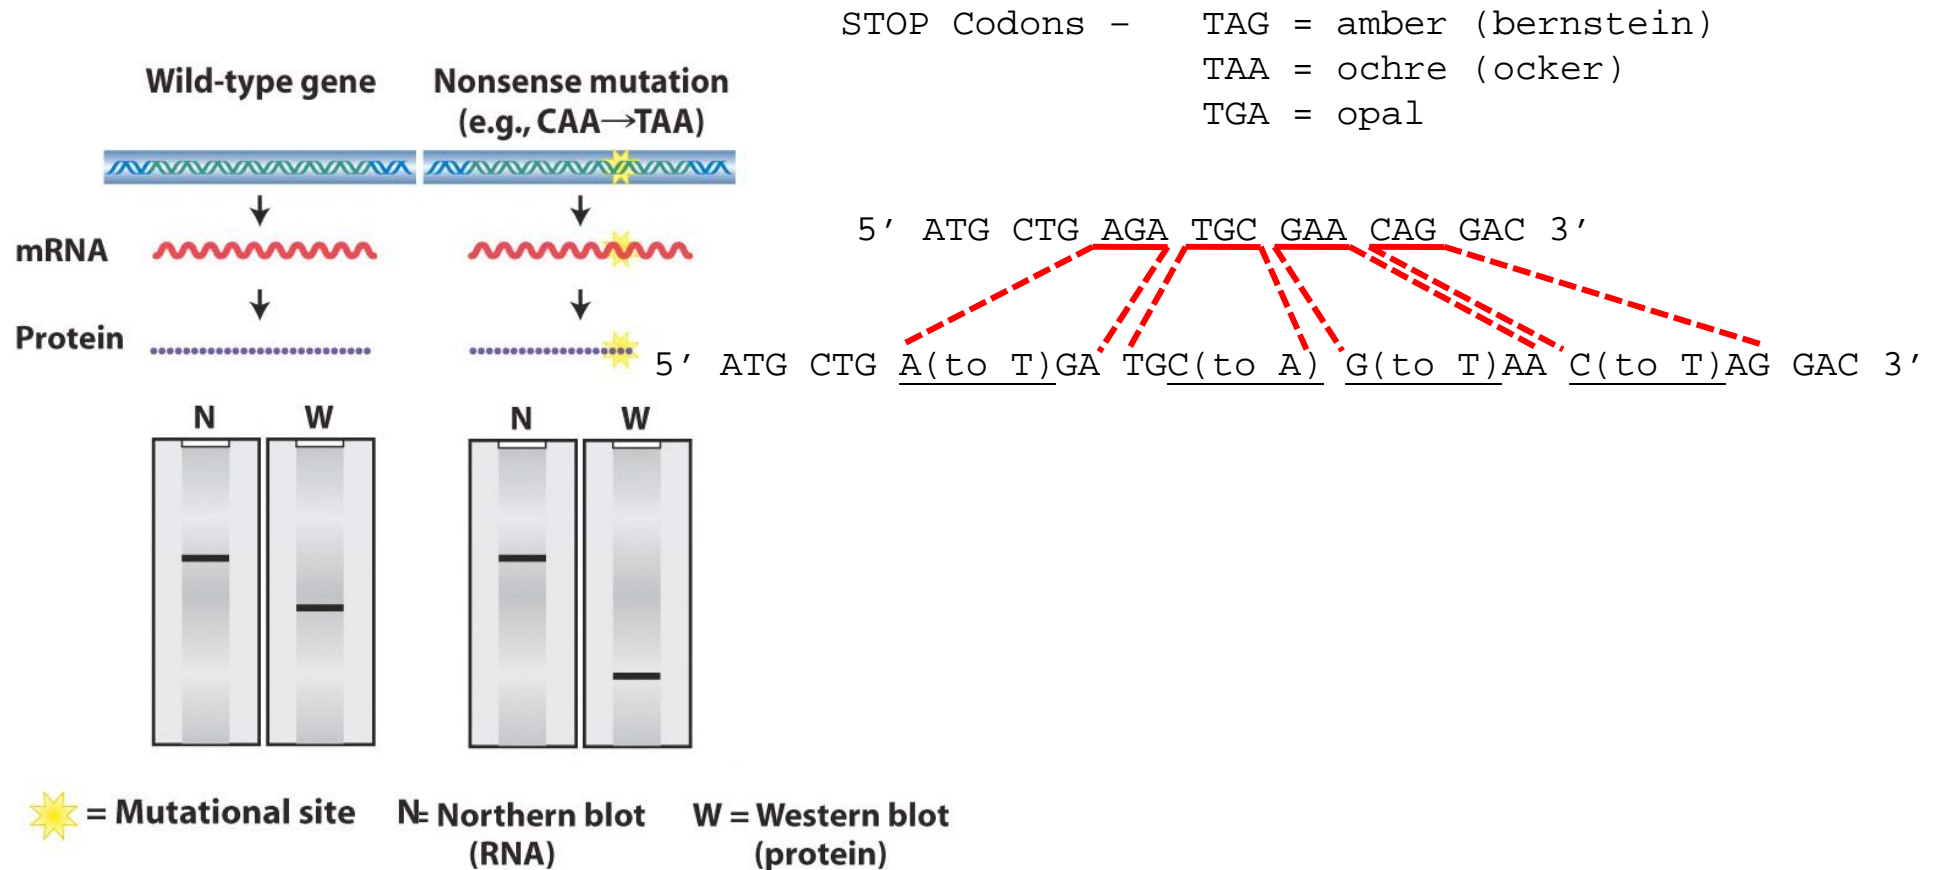 STOP Codons – TAG = amber (bernstein)
TAA = ochre (ocker)
TGA = opal
Wild-type gene
Nonsense mutation
(e.g., CAA→TAA)
mRNA
Protein
5′ ATG CTG AGA TGC GAA CAG GAC 3′
5′ ATG CTG A(to T)GA TGC(to A) G(to T)AA C(to T)AG GAC 3′
N W N W
= Mutational site
N= Northern blot
(RNA)
W = Western blot
(protein)